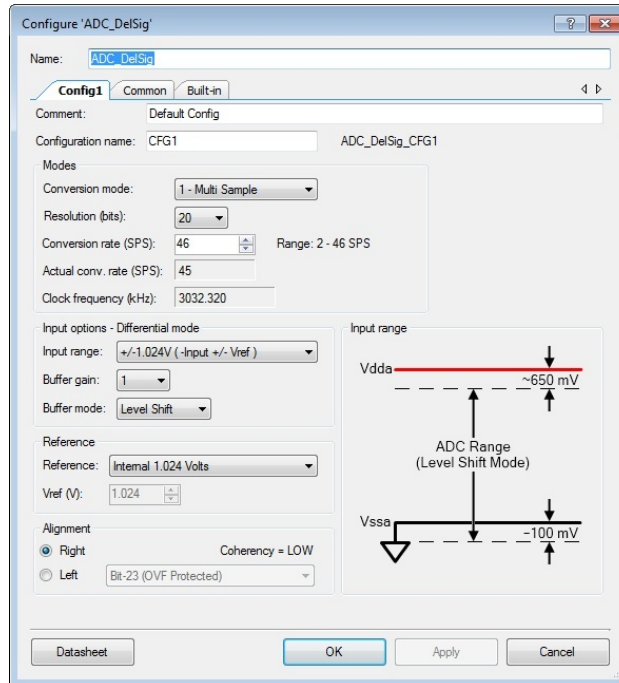 Configure 'ADC_DelSig'
Name: ADC_DelSig
Config1 Common Built-in
Comment: Default Config
Configuration name: CFG1 ADC_DelSig_CFG1
Modes
Conversion mode: 1 - Multi Sample
Resolution (bits): 20
Conversion rate (SPS): 46 Range: 2 - 46 SPS
Actual conv. rate (SPS): 45
Clock frequency (kHz): 3032.320
Input options - Differential mode
Input range: +/-1.024V ( -Input +/- Vref )
Buffer gain: 1
Buffer mode: Level Shift
Reference
Reference: Internal 1.024 Volts
Vref (V): 1.024
Alignment
Right Coherency = LOW
Left Bit-23 (OVF Protected)
Input range
Vdda
~650 mV
ADC Range
(Level Shift Mode)
Vssa
~100 mV
Datasheet OK Apply Cancel